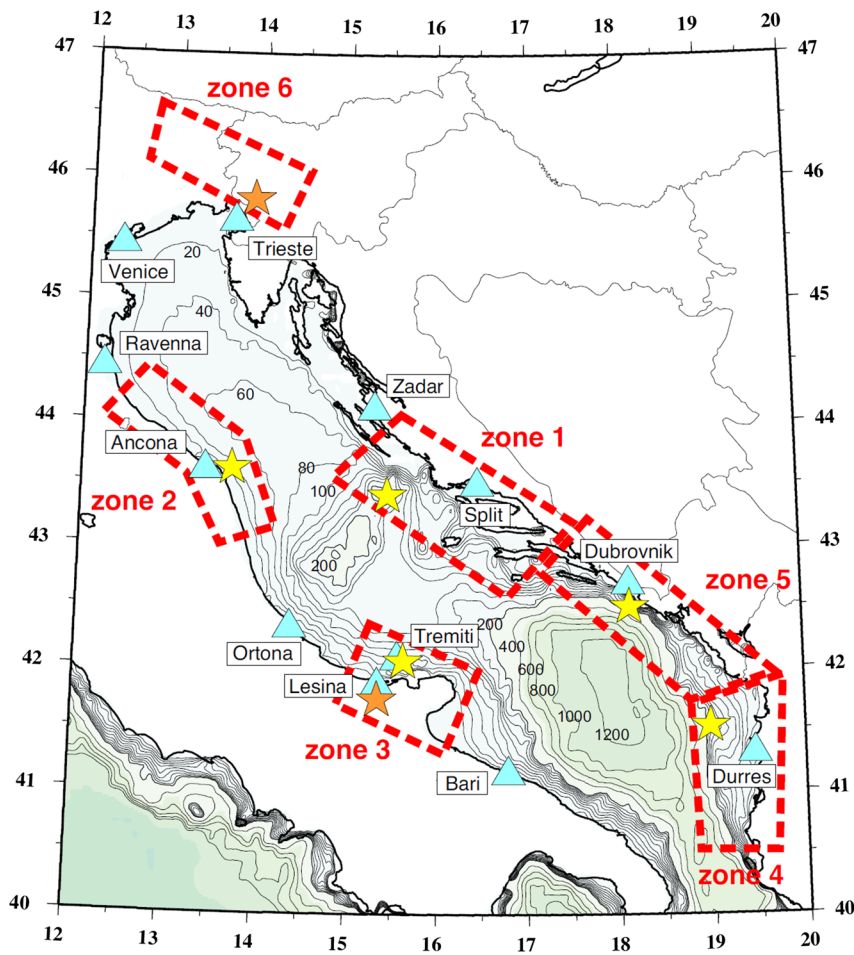 12 13 14 15 16 17 18 19 20
47 47
zone 6
46 46
Trieste
Venice
20
45 45
40
Ravenna
Zadar
60
44 44
zone 1
Ancona
80
100
zone 2
Split
43 43
Dubrovnik
200
zone 5
200
Tremiti
Ortona
400
42 42
600
Lesina
800
1000
1200
zone 3
Durres
Bari
41 41
zone 4
40 40
12 13 14 15 16 17 18 19 20